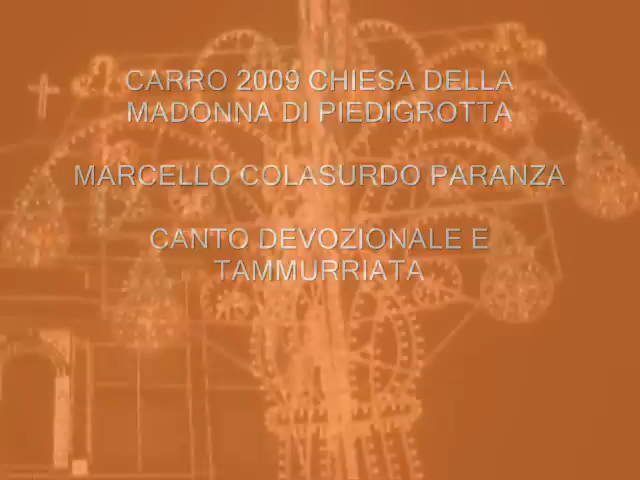 CARRO 2009 CHIESA DELLA
MADONNA DI PIEDIGROTTA
MARCELLO COLASURDO PARANZA
CANTO DEVOZIONALE E
TAMMURRIATA